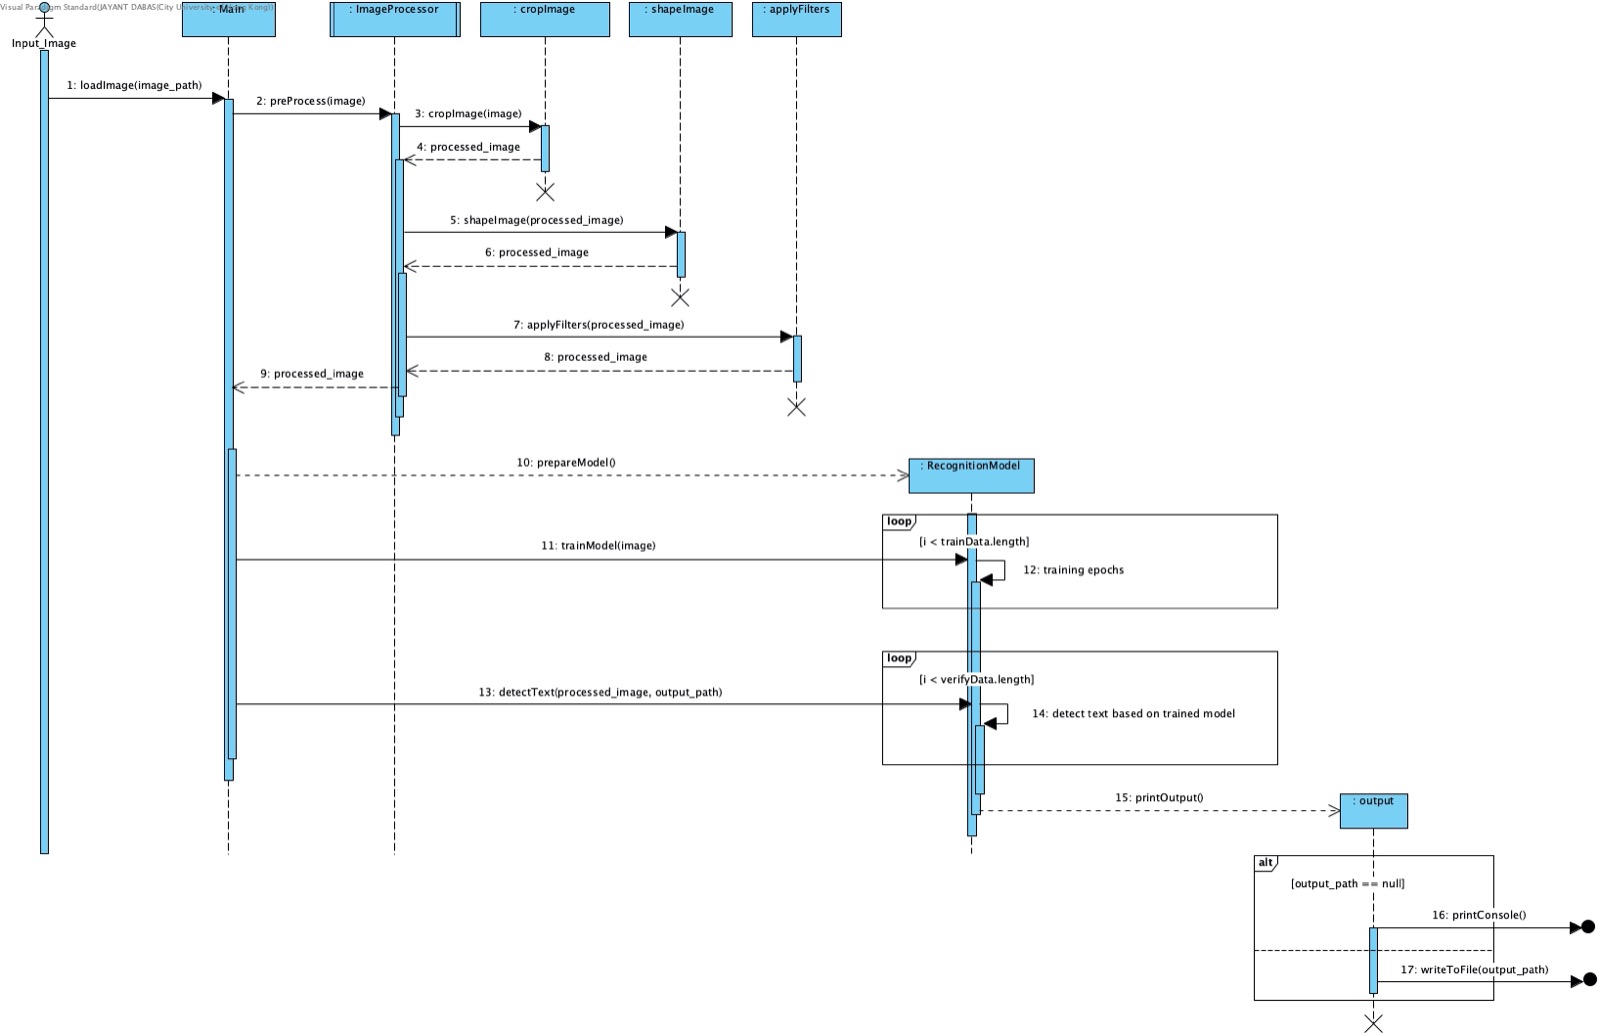 Visual Paradigm Standard(JAYANT DABAS(City University of Hong Kong))
: Main
: ImageProcessor
: cropImage
: shapeImage
: applyFilters
Input_Image
1: loadImage(image_path)
2: preProcess(image)
3: cropImage(image)
4: processed_image
5: shapeImage(processed_image)
6: processed_image
7: applyFilters(processed_image)
8: processed_image
9: processed_image
10: prepareModel()
: RecognitionModel
loop
[i < trainData.length]
11: trainModel(image)
12: training epochs
loop
[i < verifyData.length]
13: detectText(processed_image, output_path)
14: detect text based on trained model
15: printOutput()
: output
alt
[output_path == null]
16: printConsole()
17: writeToFile(output_path)